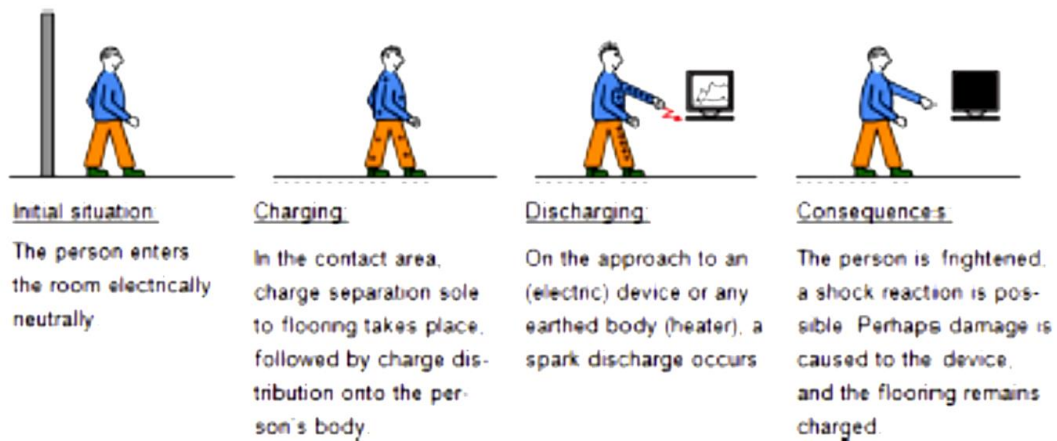 Initial situation:
The person enters
the room electrically
neutrally
Charging:
In the contact area,
charge separation sole
to flooring takes place,
followed by charge dis-
tribution onto the per-
son's body.
Discharging:
On the approach to an
(electric) device or any
earthed body (heater), a
spark discharge occurs
Consequences:
The person is frightened,
a shock reaction is pos-
sible. Perhaps damage is
caused to the device,
and the flooring remains
charged.